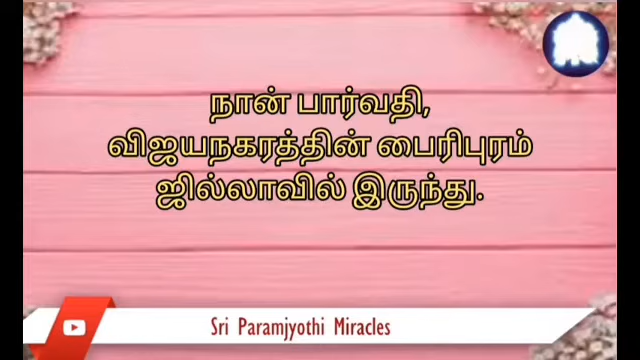 நான் பார்வதி,
விஜயநகரத்தின் பைரிபுரம்
ஜில்லாவில் இருந்து.
Sri Paramjyothi Miracles